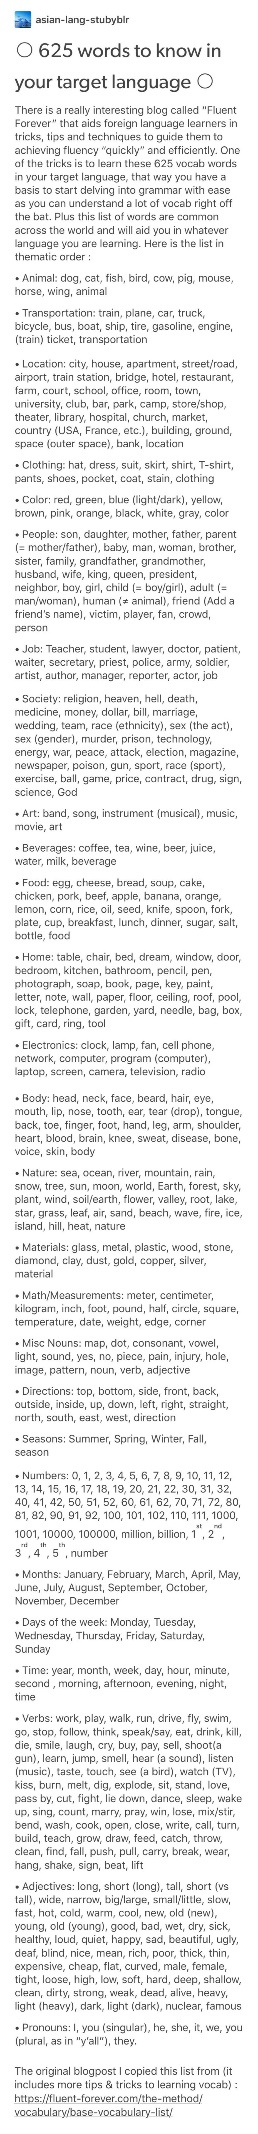 asian-lang-stubyblr
○ 625 words to know in
your target language ○
There is a really interesting blog called "Fluent
Forever" that aids foreign language learners in
tricks, tips and techniques to guide them to
achieving fluency "quickly" and efficiently. One
of the tricks is to learn these 625 vocab words
in your target language, that way you have a
basis to start delving into grammar with ease
as you can understand a lot of vocab right off
the bat. Plus this list of words are common
across the world and will aid you in whatever
language you are learning. Here is the list in
thematic order :
• Animal: dog, cat, fish, bird, cow, pig, mouse,
horse, wing, animal
• Transportation: train, plane, car, truck,
bicycle, bus, boat, ship, tire, gasoline, engine,
(train) ticket, transportation
• Location: city, house, apartment, street/road,
airport, train station, bridge, hotel, restaurant,
farm, court, school, office, room, town,
university, club, bar, park, camp, store/shop,
theater, library, hospital, church, market,
country (USA, France, etc.), building, ground,
space (outer space), bank, location
• Clothing: hat, dress, suit, skirt, shirt, T-shirt,
pants, shoes, pocket, coat, stain, clothing
• Color: red, green, blue (light/dark), yellow,
brown, pink, orange, black, white, gray, color
• People: son, daughter, mother, father, parent
(= mother/father), baby, man, woman, brother,
sister, family, grandfather, grandmother,
husband, wife, king, queen, president,
neighbor, boy, girl, child (= boy/girl), adult (=
man/woman), human (≠ animal), friend (Add a
friend's name), victim, player, fan, crowd,
person
• Job: Teacher, student, lawyer, doctor, patient,
waiter, secretary, priest, police, army, soldier,
artist, author, manager, reporter, actor, job
• Society: religion, heaven, hell, death,
medicine, money, dollar, bill, marriage,
wedding, team, race (ethnicity), sex (the act),
sex (gender), murder, prison, technology,
energy, war, peace, attack, election, magazine,
newspaper, poison, gun, sport, race (sport),
exercise, ball, game, price, contract, drug, sign,
science, God
• Art: band, song, instrument (musical), music,
movie, art
• Beverages: coffee, tea, wine, beer, juice,
water, milk, beverage
• Food: egg, cheese, bread, soup, cake,
chicken, pork, beef, apple, banana, orange,
lemon, corn, rice, oil, seed, knife, spoon, fork,
plate, cup, breakfast, lunch, dinner, sugar, salt,
bottle, food
• Home: table, chair, bed, dream, window, door,
bedroom, kitchen, bathroom, pencil, pen,
photograph, soap, book, page, key, paint,
letter, note, wall, paper, floor, ceiling, roof, pool,
lock, telephone, garden, yard, needle, bag, box,
gift, card, ring, tool
• Electronics: clock, lamp, fan, cell phone,
network, computer, program (computer),
laptop, screen, camera, television, radio
• Body: head, neck, face, beard, hair, eye,
mouth, lip, nose, tooth, ear, tear (drop), tongue,
back, toe, finger, foot, hand, leg, arm, shoulder,
heart, blood, brain, knee, sweat, disease, bone,
voice, skin, body
• Nature: sea, ocean, river, mountain, rain,
snow, tree, sun, moon, world, Earth, forest, sky,
plant, wind, soil/earth, flower, valley, root, lake,
star, grass, leaf, air, sand, beach, wave, fire, ice,
island, hill, heat, nature
• Materials: glass, metal, plastic, wood, stone,
diamond, clay, dust, gold, copper, silver,
material
• Math/Measurements: meter, centimeter,
kilogram, inch, foot, pound, half, circle, square,
temperature, date, weight, edge, corner
• Misc Nouns: map, dot, consonant, vowel,
light, sound, yes, no, piece, pain, injury, hole,
image, pattern, noun, verb, adjective
• Directions: top, bottom, side, front, back,
outside, inside, up, down, left, right, straight,
north, south, east, west, direction
• Seasons: Summer, Spring, Winter, Fall,
season
• Numbers: 0, 1, 2, 3, 4, 5, 6, 7, 8, 9, 10, 11, 12,
13, 14, 15, 16, 17, 18, 19, 20, 21, 22, 30, 31, 32,
40, 41, 42, 50, 51, 52, 60, 61, 62, 70, 71, 72, 80,
81, 82, 90, 91, 92, 100, 101, 102, 110, 111, 1000,
1001, 10000, 100000, million, billion, 1st, 2nd,
3rd, 4th, 5th, number
• Months: January, February, March, April, May,
June, July, August, September, October,
November, December
• Days of the week: Monday, Tuesday,
Wednesday, Thursday, Friday, Saturday,
Sunday
• Time: year, month, week, day, hour, minute,
second , morning, afternoon, evening, night,
time
• Verbs: work, play, walk, run, drive, fly, swim,
go, stop, follow, think, speak/say, eat, drink, kill,
die, smile, laugh, cry, buy, pay, sell, shoot(a
gun), learn, jump, smell, hear (a sound), listen
(music), taste, touch, see (a bird), watch (TV),
kiss, burn, melt, dig, explode, sit, stand, love,
pass by, cut, fight, lie down, dance, sleep, wake
up, sing, count, marry, pray, win, lose, mix/stir,
bend, wash, cook, open, close, write, call, turn,
build, teach, grow, draw, feed, catch, throw,
clean, find, fall, push, pull, carry, break, wear,
hang, shake, sign, beat, lift
• Adjectives: long, short (long), tall, short (vs
tall), wide, narrow, big/large, small/little, slow,
fast, hot, cold, warm, cool, new, old (new),
young, old (young), good, bad, wet, dry, sick,
healthy, loud, quiet, happy, sad, beautiful, ugly,
deaf, blind, nice, mean, rich, poor, thick, thin,
expensive, cheap, flat, curved, male, female,
tight, loose, high, low, soft, hard, deep, shallow,
clean, dirty, strong, weak, dead, alive, heavy,
light (heavy), dark, light (dark), nuclear, famous
• Pronouns: I, you (singular), he, she, it, we, you
(plural, as in "y'all"), they.
The original blogpost I copied this list from (it
includes more tips & tricks to learning vocab) :
https://fluent-forever.com/the-method/
vocabulary/base-vocabulary-list/